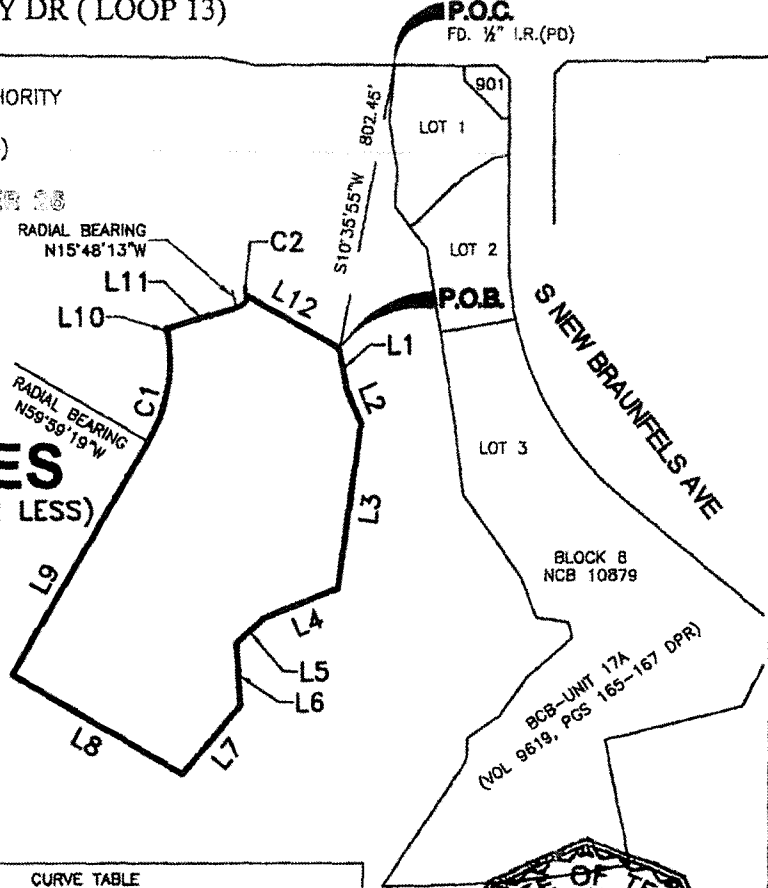 Y DR ( LOOP 13)
P.O.C.
FD. ½" I.R.(PD)
HORITY
)
901
LOT 1
802.45'
S10°35'55"W
ER 26
RADIAL BEARING
N15°48'13"W
C2
L11
L12
L10
LOT 2
P.O.B.
L1
S NEW BRAUNFELS AVE
C1
L2
RADIAL BEARING
N59°59'19"W
ES
LESS)
LOT 3
L3
BLOCK 8
NCB 10879
L9
L4
L5
L6
BCB-UNIT 17A
(VOL 9619, PGS 165-167 DPR)
L8
L7
CURVE TABLE
OF